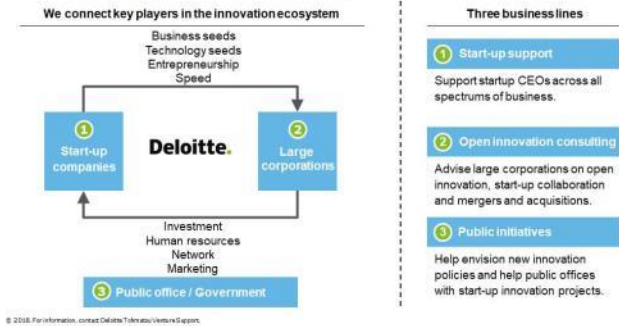 We connect key players in the innovation ecosystem
Business seeds
Technology seeds
Entrepreneurship
Speed
1
Start-up
companies
Deloitte.
2
Large
corporations
Investment
Human resources
Network
Marketing
3 Public office / Government
Three business lines
1 Start-up support
Support startup CEOs across all
spectrums of business.
2 Open innovation consulting
Advise large corporations on open
innovation, start-up collaboration
and mergers and acquisitions.
3 Public initiatives
Help envision new innovation
policies and help public offices
with start-up innovation projects.
© 2018. For information, contact Deloitte Tohmatsu Venture Support.